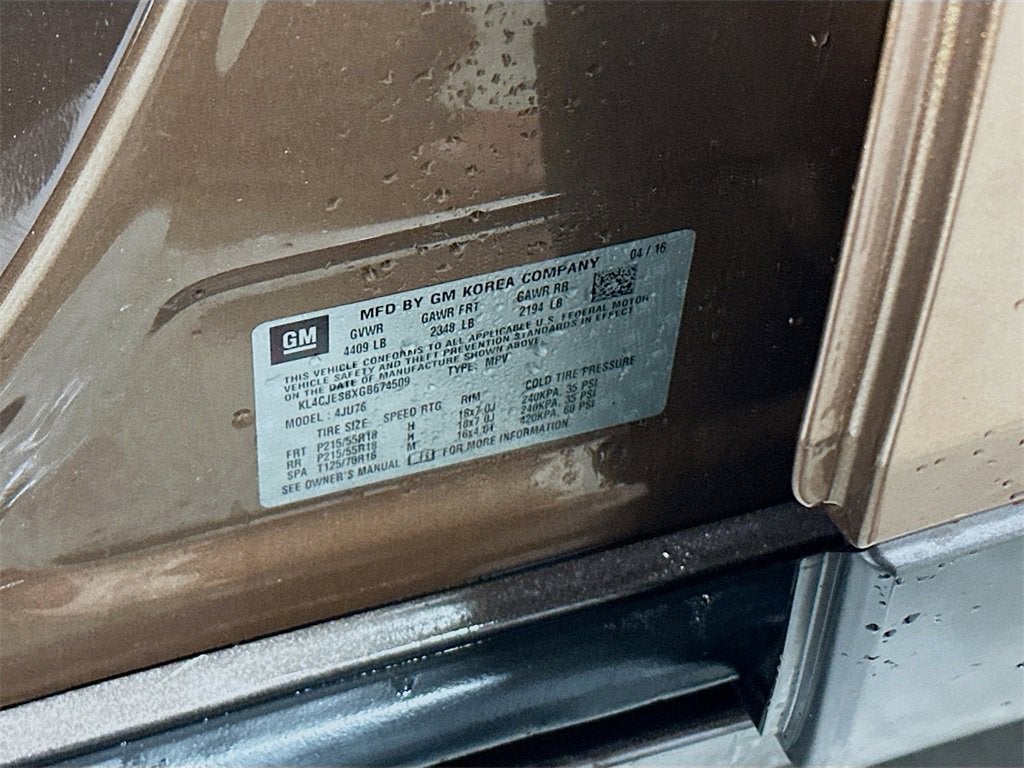 MFD BY GM KOREA COMPANY 04 / 16
GM
GVWR GAWR FRT GAWR RR
4409 LB 2348 LB 2194 LB
THIS VEHICLE CONFORMS TO ALL APPLICABLE U.S. FEDERAL MOTOR
VEHICLE SAFETY AND THEFT PREVENTION STANDARDS IN EFFECT
ON THE DATE OF MANUFACTURE SHOWN ABOVE.
KL4CJESBXGB674509 TYPE: MPV
MODEL : 4JU76
TIRE SIZE SPEED RTG RIM COLD TIRE PRESSURE
FRT P215/55R18 H 18x7.0J 240KPA, 35 PSI
RR P215/55R18 H 18x7.0J 240KPA, 35 PSI
SPA T125/70R16 M 16x4.0T 420KPA, 60 PSI
SEE OWNER'S MANUAL FOR MORE INFORMATION.